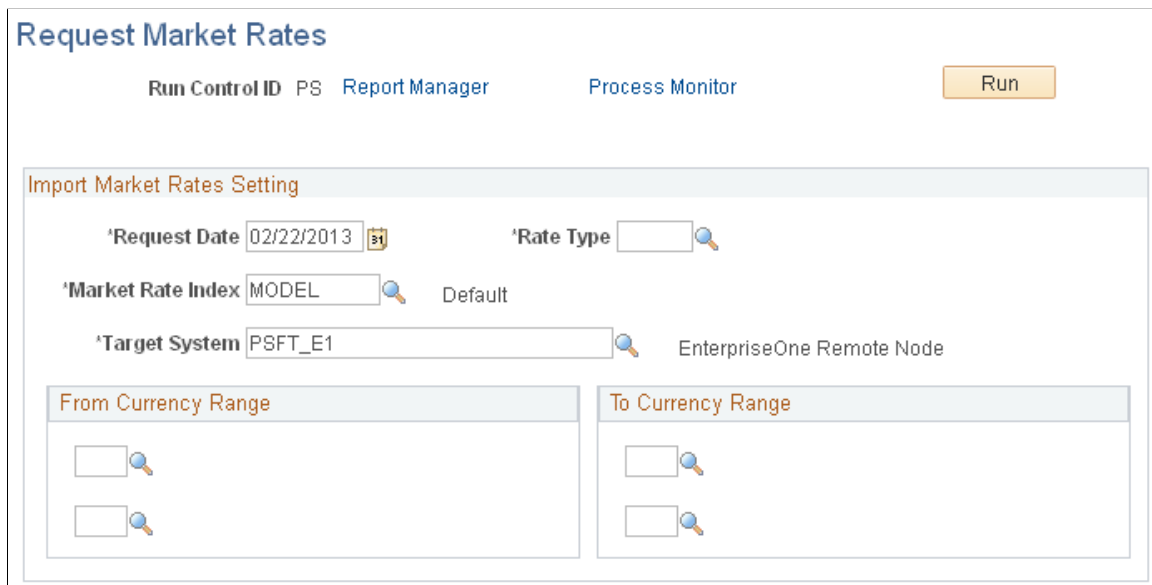 Request Market Rates
Run Control ID PS Report Manager Process Monitor Run
Import Market Rates Setting
*Request Date 02/22/2013 31 *Rate Type
*Market Rate Index MODEL Default
*Target System PSFT_E1 EnterpriseOne Remote Node
From Currency Range To Currency Range